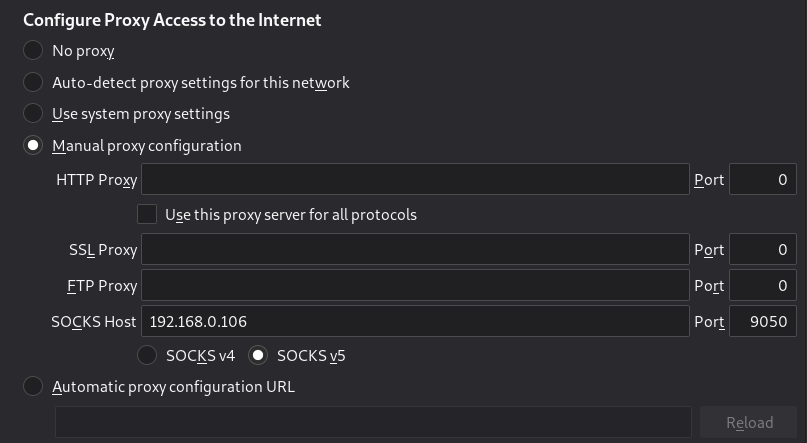 Configure Proxy Access to the Internet
No proxy
Auto-detect proxy settings for this network
Use system proxy settings
Manual proxy configuration
HTTP Proxy Port 0
Use this proxy server for all protocols
SSL Proxy Port 0
FTP Proxy Port 0
SOCKS Host 192.168.0.106 Port 9050
SOCKS v4 SOCKS v5
Automatic proxy configuration URL
Reload